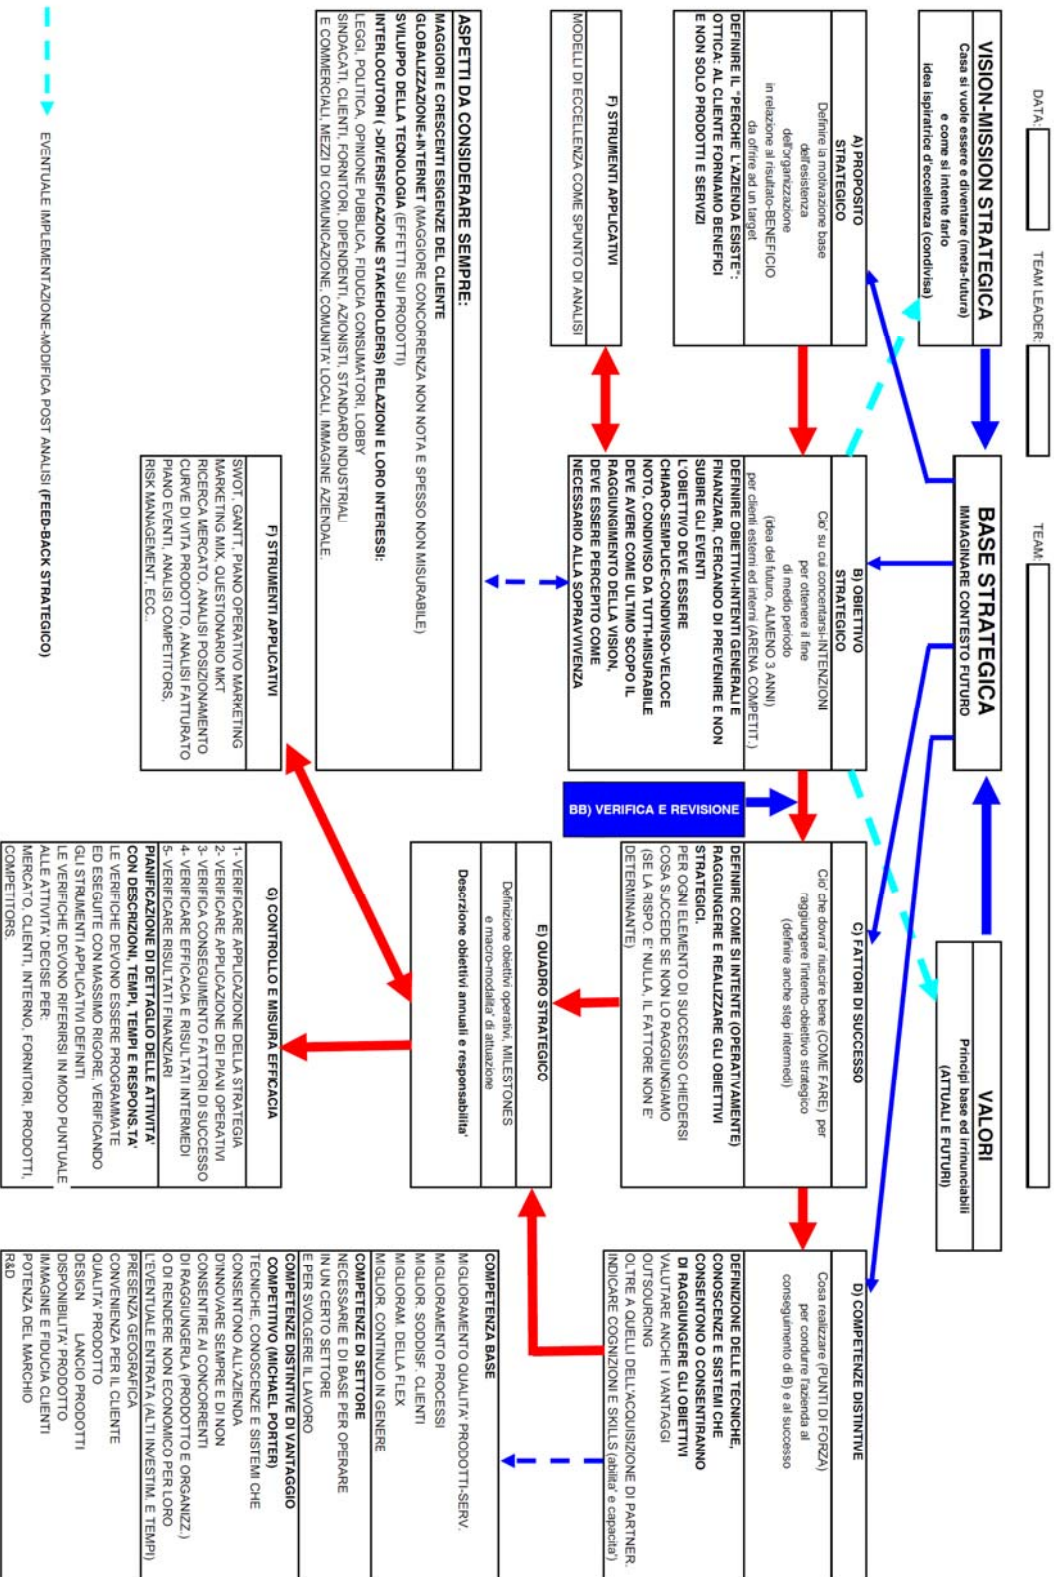 DATA:
TEAM LEADER:
TEAM:
VISION-MISSION STRATEGICA
Casa si vuole essere e diventare (meta-futura)
e come si intente farlo
idea ispiratrice d'eccellenza (condivisa)
BASE STRATEGICA
IMMAGINARE CONTESTO FUTURO
VALORI
Principi base ed irrinunciabili
(ATTUALI E FUTURI)
A) PROPOSITO
STRATEGICO
Definire la motivazione base
dell'esistenza
dell'organizzazione
in relazione al risultato-BENEFICIO
da offrire ad un target
DEFINIRE IL "PERCHE' L'AZIENDA ESISTE":
OTTICA: AL CLIENTE FORNIAMO BENEFICI
E NON SOLO PRODOTTI E SERVIZI
B) OBIETTIVO
STRATEGICO
Cio' su cui concentarsi-INTENZIONI
per ottenere il fine
di medio periodo
(idea del futuro, ALMENO 3 ANNI)
per clienti esterni ed interni (ARENA COMPETIT.)
DEFINIRE OBIETTIVI-INTENTI GENERALI E
FINANZIARI, CERCANDO DI PREVENIRE E NON
SUBIRE GLI EVENTI
L'OBIETTIVO DEVE ESSERE
CHIARO-SEMPLICE-CONDIVISO-VELOCE
NOTO, CONDIVISO DA TUTTI-MISURABILE
DEVE AVERE COME ULTIMO SCOPO IL
RAGGIUNGIMENTO DELLA VISION,
DEVE ESSERE PERCEPITO COME
NECESSARIO ALLA SOPRAVVIVENZA
BB) VERIFICA E REVISIONE
C) FATTORI DI SUCCESSO
Cio' che dovra' riuscire bene (COME FARE) per
raggiungere l'intento-obiettivo strategico
(definire anche step intermedi)
DEFINIRE COME SI INTENTE (OPERATIVAMENTE)
RAGGIUNGERE E REALIZZARE GLI OBIETTIVI
STRATEGICI.
PER OGNI ELEMENTO DI SUCCESSO CHIEDERSI
COSA SUCCEDE SE NON LO RAGGIUNGIAMO
(SE LA RISPO. E' NULLA, IL FATTORE NON E'
DETERMINANTE)
D) COMPETENZE DISTINTIVE
Cosa realizzare (PUNTI DI FORZA)
per condurre l'azienda al
conseguimento di B) e al successo
DEFINIZIONE DELLE TECNICHE,
CONOSCENZE E SISTEMI CHE
CONSENTONO O CONSENTIRANNO
DI RAGGIUNGERE GLI OBIETTIVI
VALUTARE ANCHE I VANTAGGI
OUTSOURCING
OLTRE A QUELLI DELL'ACQUISIZIONE DI PARTNER.
INDICARE COGNIZIONI E SKILLS (abilita' e capacita')
F) STRUMENTI APPLICATIVI
MODELLI DI ECCELLENZA COME SPUNTO DI ANALISI
ASPETTI DA CONSIDERARE SEMPRE:
MAGGIORI E CRESCENTI ESIGENZE DEL CLIENTE
GLOBALIZZAZIONE+INTERNET (MAGGIORE CONCORRENZA NON NOTA E SPESSO NON MISURABILE)
SVILUPPO DELLA TECNOLOGIA (EFFETTI SUI PRODOTTI)
INTERLOCUTORI ( >DIVERSIFICAZIONE STAKEHOLDERS) RELAZIONI E LORO INTERESSI:
LEGGI, POLITICA, OPINIONE PUBBLICA, FIDUCIA CONSUMATORI, LOBBY
SINDACATI, CLIENTI, FORNITORI, DIPENDENTI, AZIONISTI, STANDARD INDUSTRIALI
E COMMERCIALI, MEZZI DI COMUNICAZIONE, COMUNITA' LOCALI, IMMAGINE AZIENDALE
E) QUADRO STRATEGICO
Definizione obiettivi operativi, MILESTONES
e macro-modalita' di attuazione
Descrzione obiettivi annuali e responsabilita'
COMPETENZA BASE
MIGLIORAMENTO QUALITA' PRODOTTI-SERV.
MIGLIORAMENTO PROCESSI
MIGLIOR. SODDISF. CLIENTI
MIGLIORAM. DELLA FLEX
MIGLIOR. CONTINUO IN GENERE
COMPETENZE DI SETTORE
NECESSARIE E DI BASE PER OPERARE
IN UN CERTO SETTORE
E PER SVOLGERE IL LAVORO
COMPETENZE DISTINTIVE DI VANTAGGIO
COMPETITIVO (MICHAEL PORTER)
TECNICHE, CONOSCENZE E SISTEMI CHE
CONSENTONO ALL'AZIENDA
D'INNOVARE SEMPRE E DI NON
CONSENTIRE AI CONCORRENTI
DI RAGGIUNGERLA (PRODOTTO E ORGANIZZ.)
O DI RENDERE NON ECONOMICO PER LORO
L'EVENTUALE ENTRATA (ALTI INVESTIM. E TEMPI)
PRESENZA GEOGRAFICA
CONVENIENZA PER IL CLIENTE
QUALITA' PRODOTTO
DESIGN LANCIO PRODOTTI
DISPONIBILITA' PRODOTTO
IMMAGINE E FIDUCIA CLIENTI
POTENZA DEL MARCHIO
R&D
F) STRUMENTI APPLICATIVI
SWOT, GANTT, PIANO OPERATIVO MARKETING
MARKETING MIX, QUESTIONARIO MKT
RICERCA MERCATO, ANALISI POSIZIONAMENTO
CURVE DI VITA PRODOTTO, ANALISI FATTURATO
PIANO EVENTI, ANALISI COMPETITORS,
RISK MANAGEMENT, ECC..
G) CONTROLLO E MISURA EFFICACIA
1- VERIFICARE APPLICAZIONE DELLA STRATEGIA
2- VERIFICARE APPLICAZIONE DEI PIANI OPERATIVI
3- VERIFICA CONSEGUIMENTO FATTORI DI SUCCESSO
4- VERIFICARE EFFICACIA E RISULTATI INTERMEDI
5- VERIFICARE RISULTATI FINANZIARI
PIANIFICAZIONE DI DETTAGLIO DELLE ATTIVITA'
CON DESCRIZIONI, TEMPI, TEMPI E RESPONS.TA'
LE VERIFICHE DEVONO ESSERE PROGRAMMATE
ED ESEGUITE CON MASSIMO RIGORE, VERIFICANDO
GLI STRUMENTI APPLICATIVI DEFINITI
LE VERIFICHE DEVONO RIFERIRSI IN MODO PUNTUALE
ALLE ATTIVITA' DECISE PER:
MERCATO, CLIENTI, INTERNO, FORNITORI, PRODOTTI,
COMPETITORS.
EVENTUALE IMPLEMENTAZIONE-MODIFICA POST ANALISI (FEED-BACK STRATEGICO)